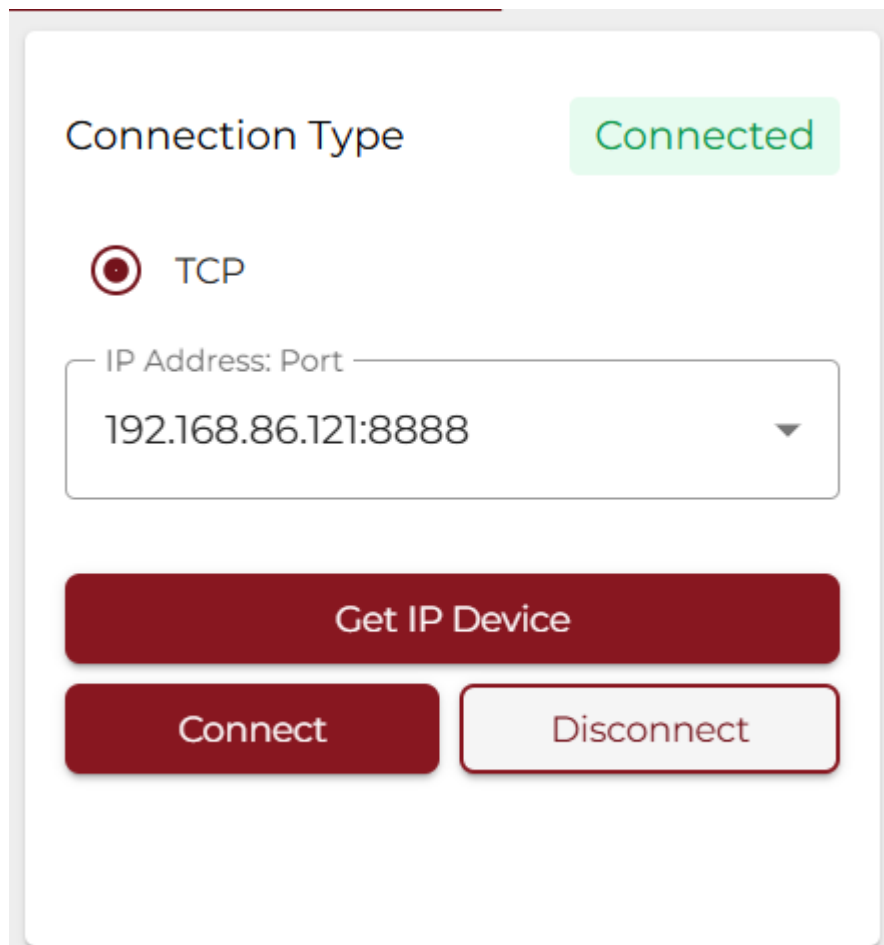 Connection Type
Connected
TCP
IP Address: Port
192.168.86.121:8888
Get IP Device
Connect
Disconnect